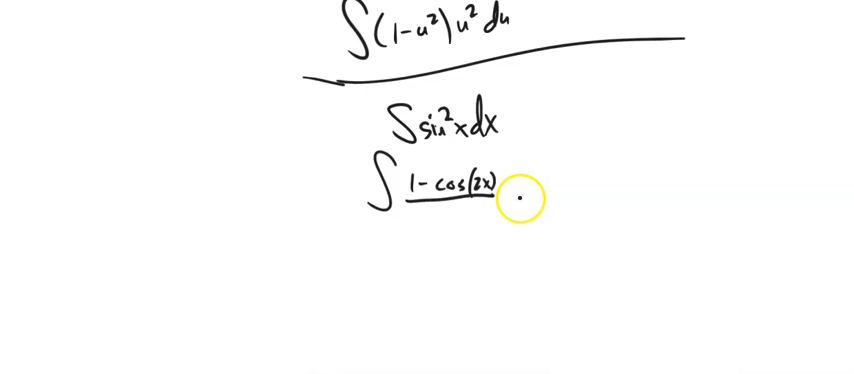 ∫(1-u²)u² du
∫sin²x dx
∫ 1-cos(2x)